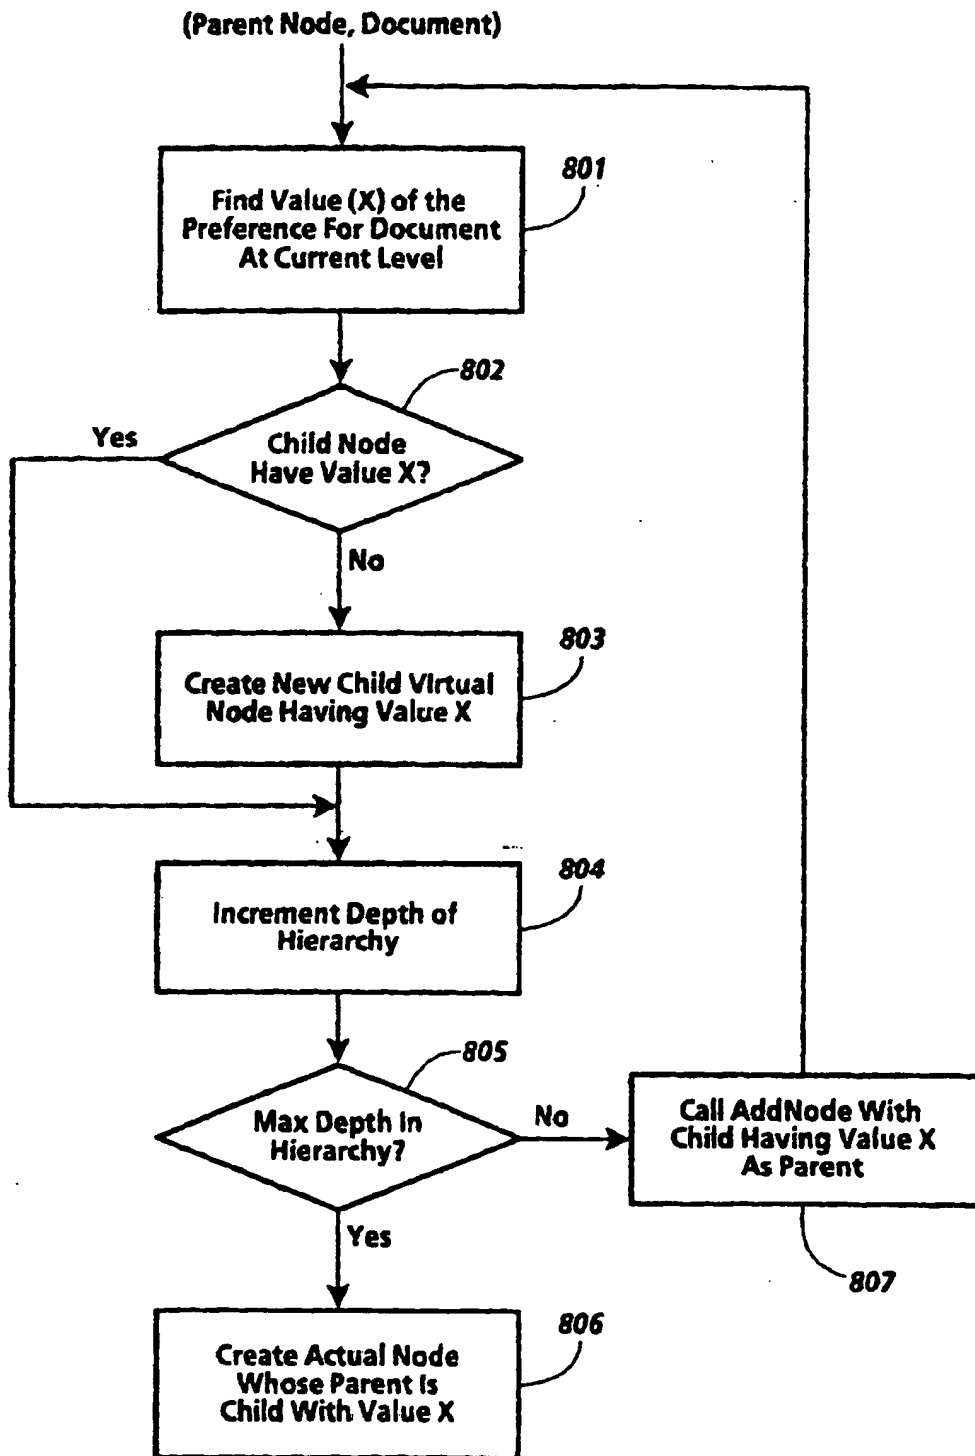 (Parent Node, Document)
801
Find Value (X) of the
Preference For Document
At Current Level
802
Yes
Child Node
Have Value X?
No
803
Create New Child Virtual
Node Having Value X
804
Increment Depth of
Hierarchy
805
Max Depth In
Hierarchy?
No
Call AddNode With
Child Having Value X
As Parent
Yes
807
806
Create Actual Node
Whose Parent Is
Child With Value X